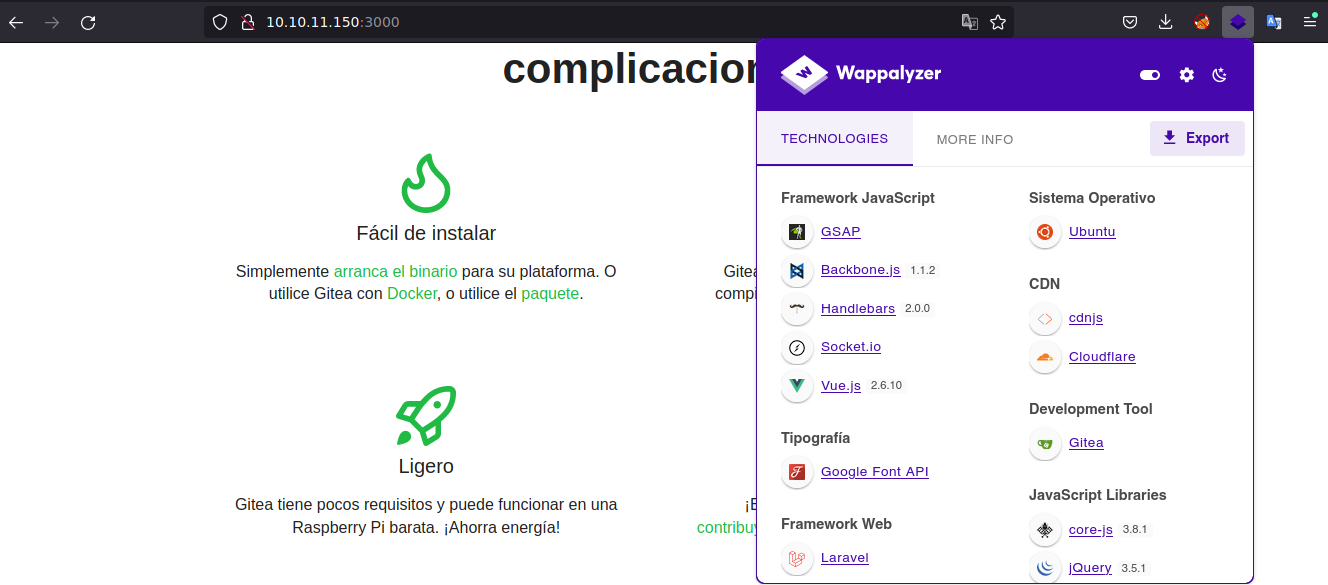 10.10.11.150:3000
complicacion
Fácil de instalar
Simplemente arranca el binario para su plataforma. O
utilice Gitea con Docker, o utilice el paquete.
Gitea
compi
Ligero
Gitea tiene pocos requisitos y puede funcionar en una
Raspberry Pi barata. ¡Ahorra energía!
¡E
contribuy
Wappalyzer
TECHNOLOGIES
MORE INFO
Export
Framework JavaScript
GSAP
Backbone.js 1.1.2
Handlebars 2.0.0
Socket.io
Vue.js 2.6.10
Tipografía
Google Font API
Framework Web
Laravel
Sistema Operativo
Ubuntu
CDN
cdnjs
Cloudflare
Development Tool
Gitea
JavaScript Libraries
core-js 3.8.1
jQuery 3.5.1